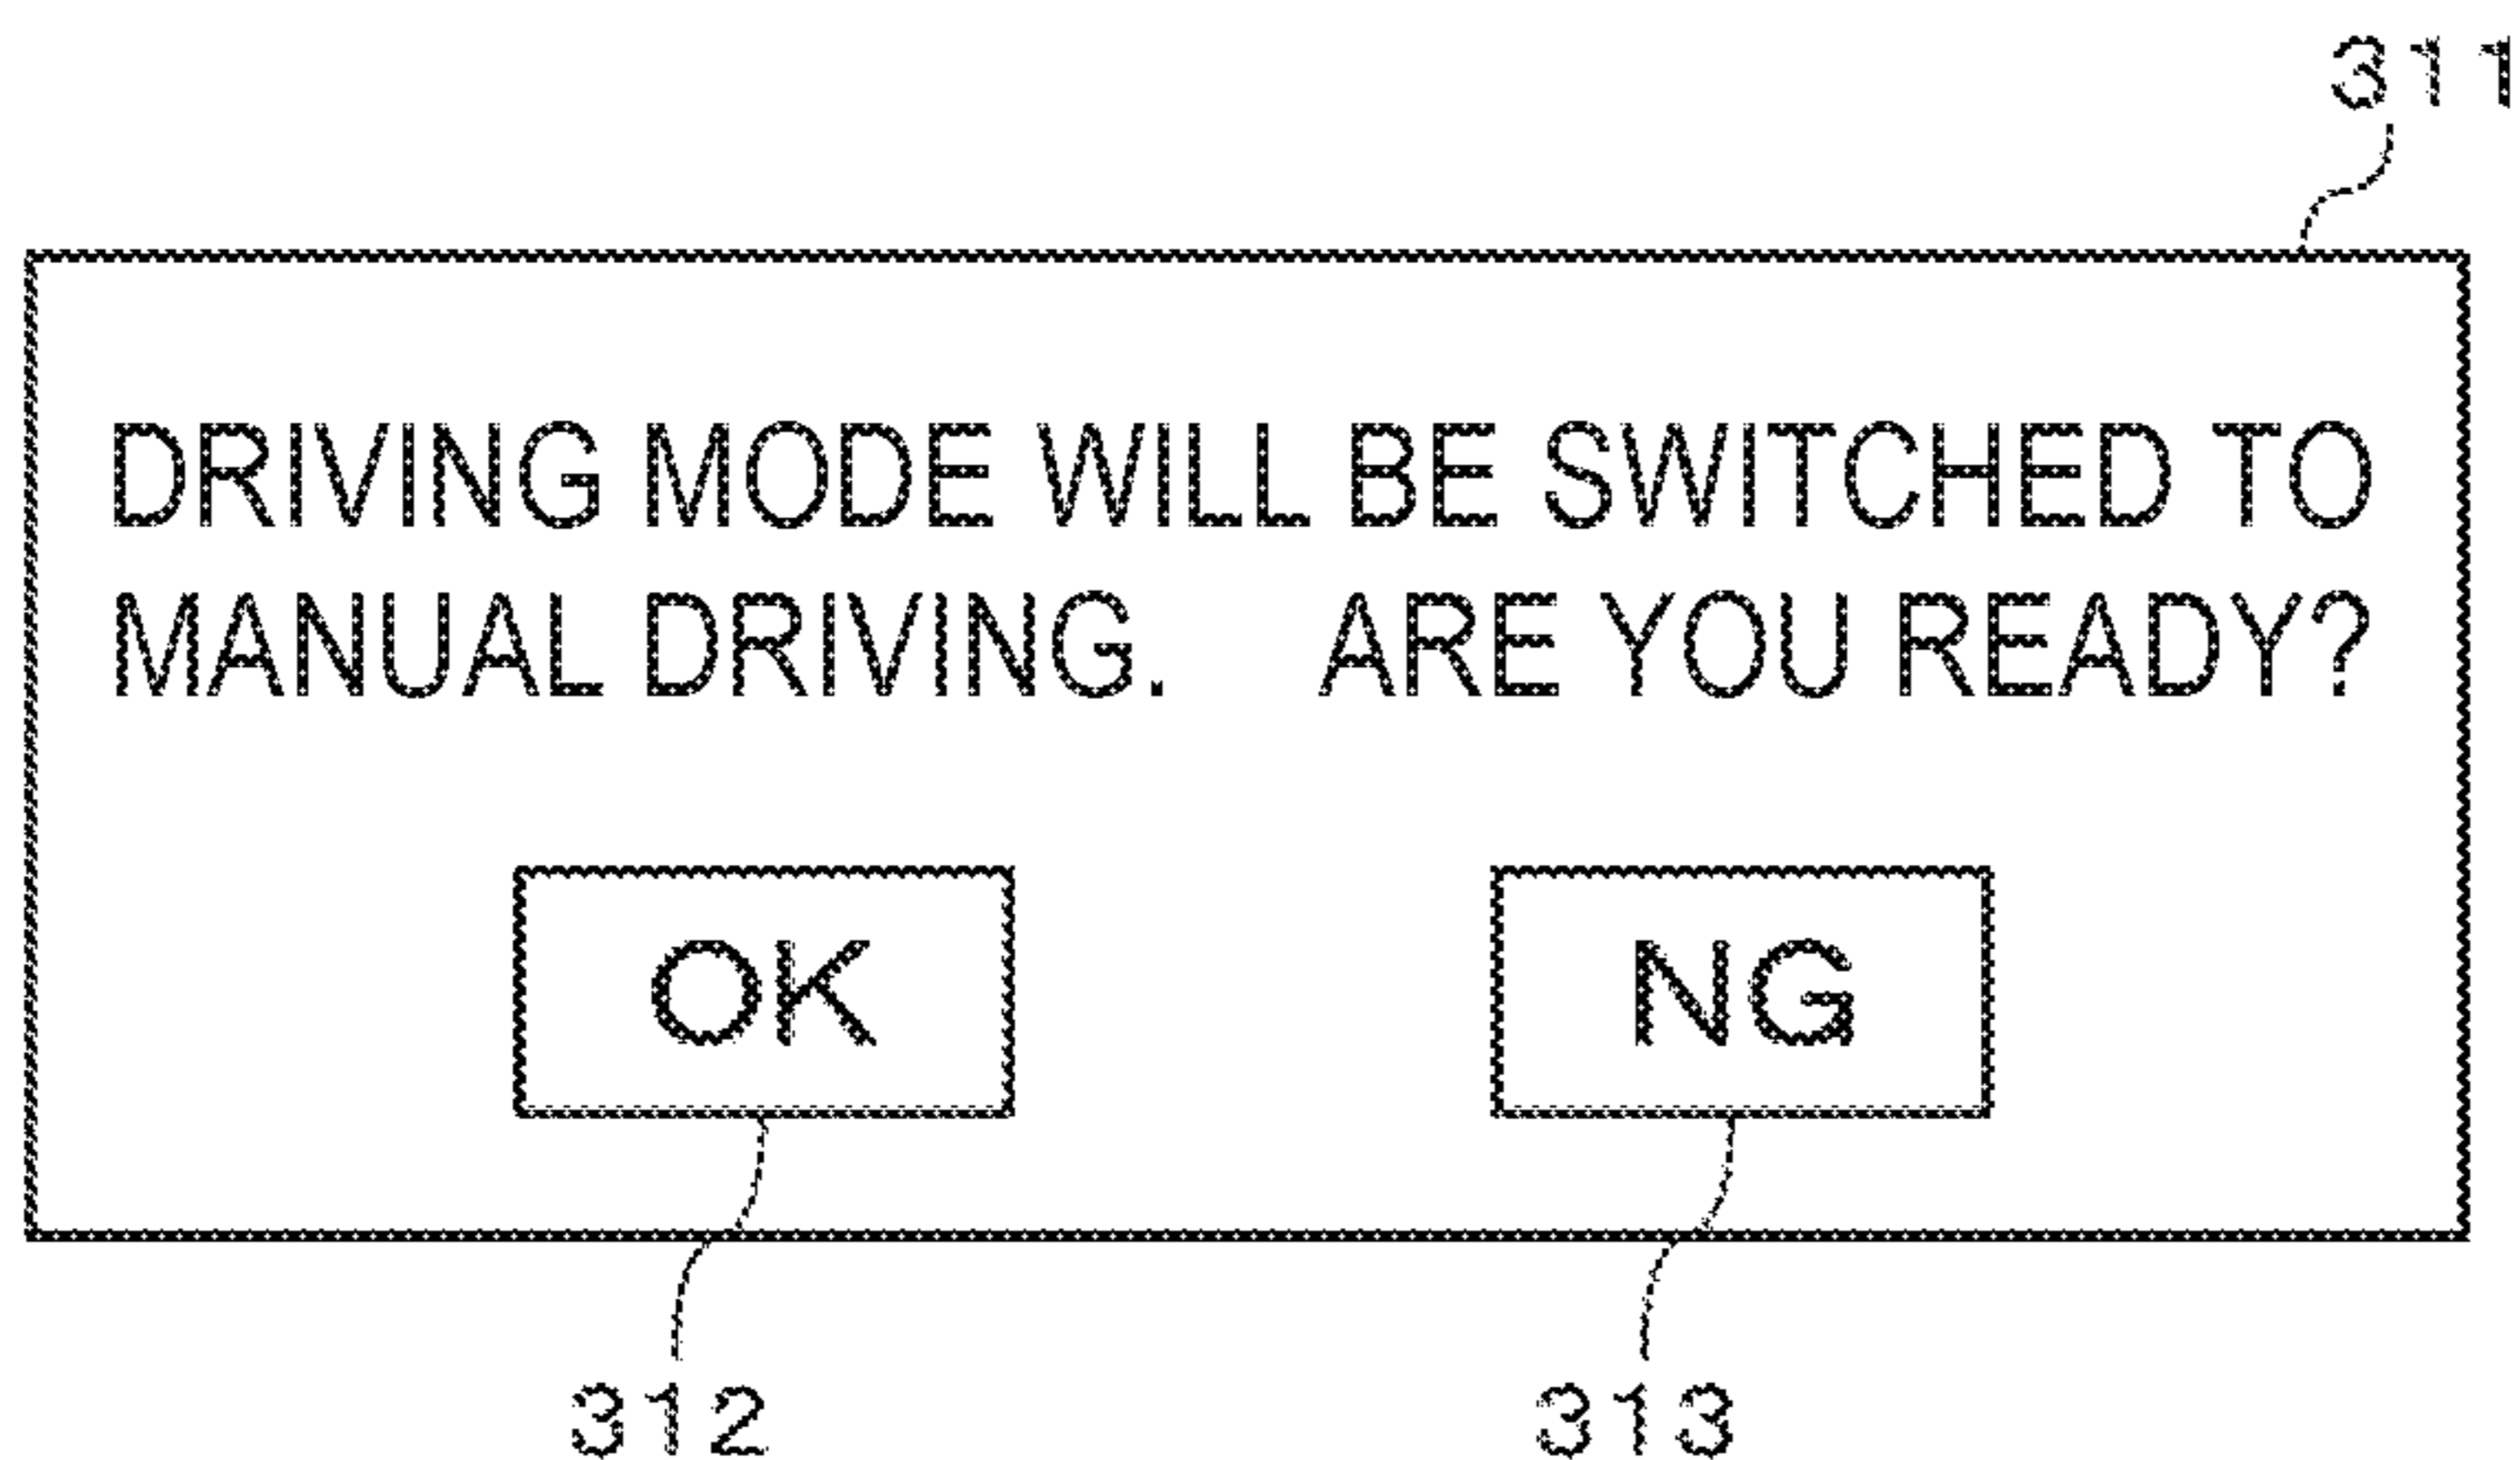 311
DRIVING MODE WILL BE SWITCHED TO
MANUAL DRIVING. ARE YOU READY?
OK NG
312 313